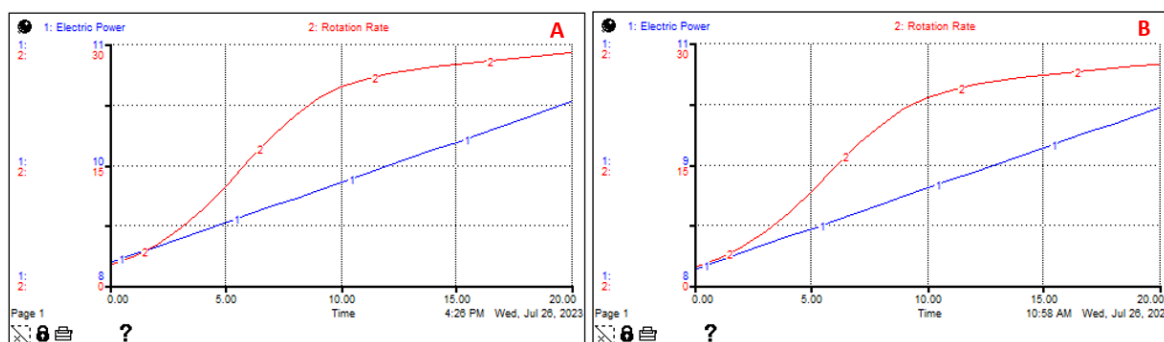 1: Electric Power 2: Rotation Rate A
1: 11
2: 30
1: 10
2: 15
1: 8
2: 0
0.00 5.00 10.00 15.00 20.00
Page 1 Time 4:26 PM Wed, Jul 26, 2023
?
1: Electric Power 2: Rotation Rate B
1: 11
2: 30
1: 9
2: 15
1: 8
2: 0
0.00 5.00 10.00 15.00 20.00
Page 1 Time 10:58 AM Wed, Jul 26, 202
?